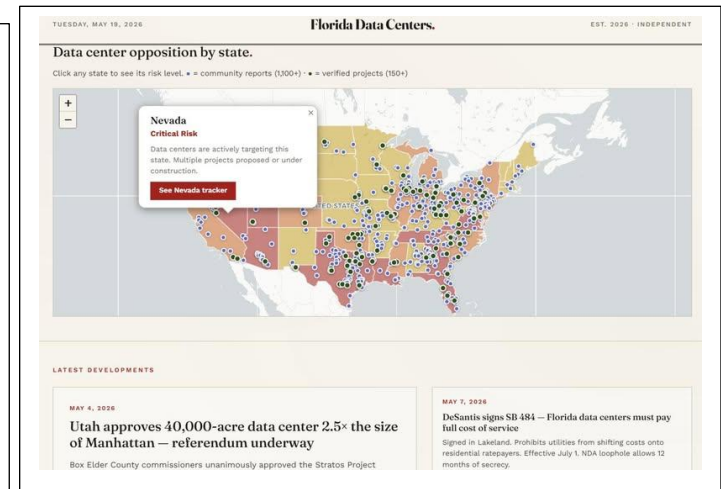 TUESDAY, MAY 19, 2026
Florida Data Centers.
EST. 2026 · INDEPENDENT
Data center opposition by state.
Click any state to see its risk level. • = community reports (1,100+) · • = verified projects (150+)
+
−
×
Nevada
Critical Risk
Data centers are actively targeting this
state. Multiple projects proposed or under
construction.
See Nevada tracker
LATEST DEVELOPMENTS
MAY 4, 2026
Utah approves 40,000-acre data center 2.5× the size
of Manhattan — referendum underway
Box Elder County commissioners unanimously approved the Stratos Project
MAY 7, 2026
DeSantis signs SB 484 — Florida data centers must pay
full cost of service
Signed in Lakeland. Prohibits utilities from shifting costs onto
residential ratepayers. Effective July 1. NDA loophole allows 12
months of secrecy.